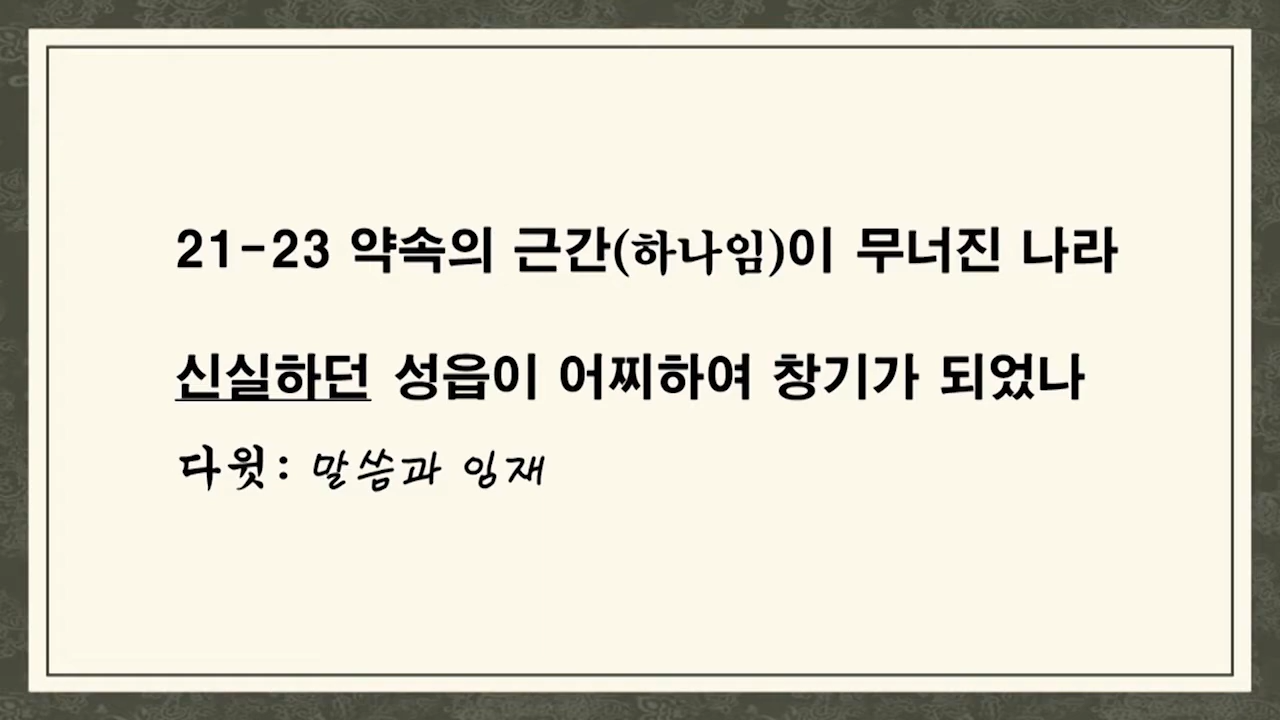 21-23 약속의 근간(하나임)이 무너진 나라
신실하던 성읍이 어찌하여 창기가 되었나
다윗: 말씀과 임재